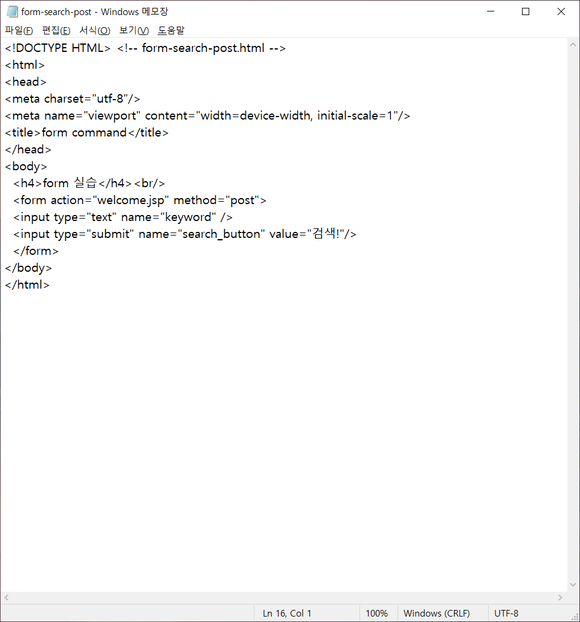 form-search-post - Windows 메모장
파일(F) 편집(E) 서식(O) 보기(V) 도움말
<!DOCTYPE HTML> <!-- form-search-post.html -->
<html>
<head>
<meta charset="utf-8"/>
<meta name="viewport" content="width=device-width, initial-scale=1"/>
<title>form command</title>
</head>
<body>
  <h4>form 실습</h4><br/>
  <form action="welcome.jsp" method="post">
  <input type="text" name="keyword" />
  <input type="submit" name="search_button" value="검색!"/>
  </form>
</body>
</html>
Ln 16, Col 1 100% Windows (CRLF) UTF-8